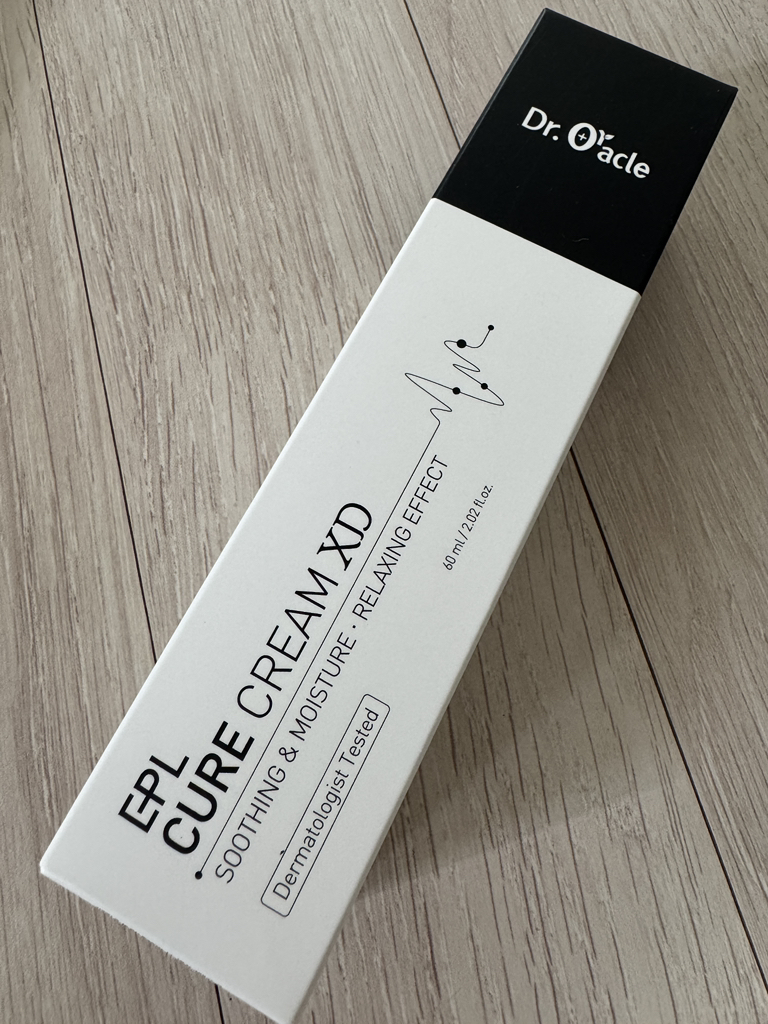 Dr. Oracle
EPL
CURE CREAM XD
SOOTHING & MOISTURE · RELAXING EFFECT
Dermatologist Tested
60 ml / 2.02 fl.oz.